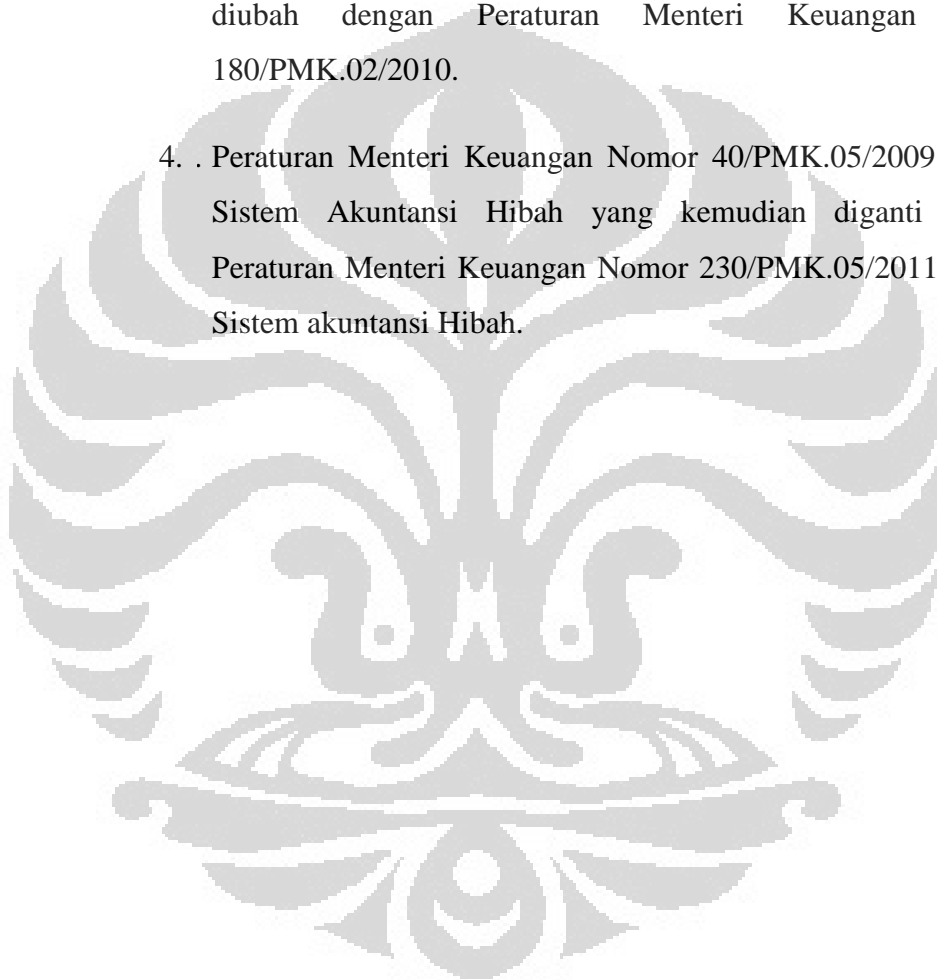 diubah dengan Peraturan Menteri Keuangan
180/PMK.02/2010.
4. . Peraturan Menteri Keuangan Nomor 40/PMK.05/2009
Sistem Akuntansi Hibah yang kemudian diganti
Peraturan Menteri Keuangan Nomor 230/PMK.05/2011
Sistem akuntansi Hibah.